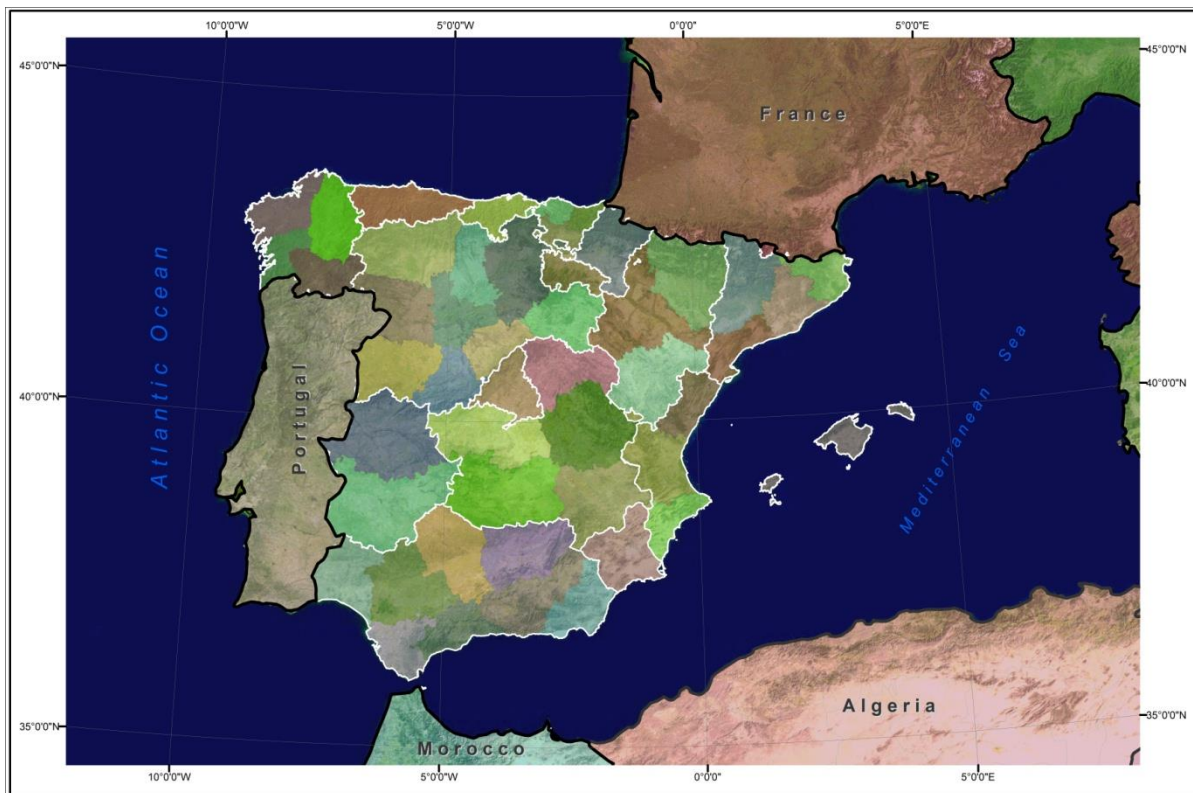 10°0'0"W 5°0'0"W 0°0'0" 5°0'0"E
45°0'0"N 45°0'0"N
France
Atlantic Ocean
Mediterranean Sea
40°0'0"N 40°0'0"N
Portugal
Algeria
35°0'0"N 35°0'0"N
Morocco
10°0'0"W 5°0'0"W 0°0'0" 5°0'0"E